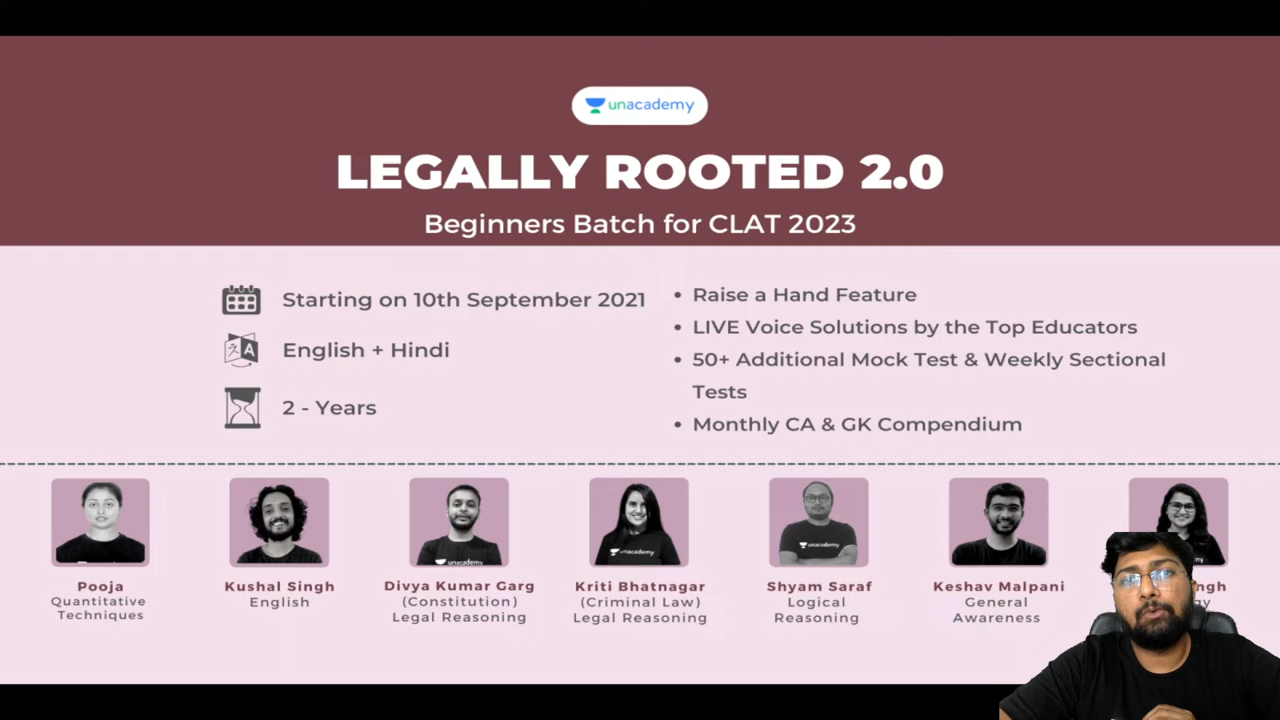 unacademy
LEGALLY ROOTED 2.0
Beginners Batch for CLAT 2023
Starting on 10th September 2021
English + Hindi
2 - Years
• Raise a Hand Feature
• LIVE Voice Solutions by the Top Educators
• 50+ Additional Mock Test & Weekly Sectional
Tests
• Monthly CA & GK Compendium
Pooja
Quantitative
Techniques
Kushal Singh
English
unacademy
Divya Kumar Garg
(Constitution)
Legal Reasoning
unacademy
Kriti Bhatnagar
(Criminal Law)
Legal Reasoning
unacademy
Shyam Saraf
Logical
Reasoning
Keshav Malpani
General
Awareness